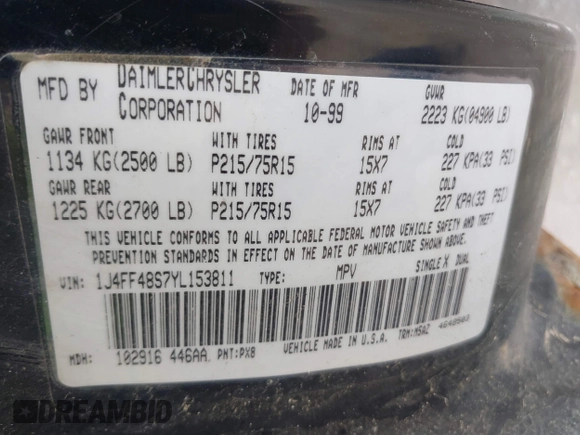 MFD BY DAIMLERCHRYSLER CORPORATION
DATE OF MFR 10-99
GVWR 2223 KG(04900 LB)
GAWR FRONT WITH TIRES RIMS AT COLD
1134 KG(2500 LB) P215/75R15 15X7 227 KPA(33 PSI)
GAWR REAR WITH TIRES RIMS AT COLD
1225 KG(2700 LB) P215/75R15 15X7 227 KPA(33 PSI)
THIS VEHICLE CONFORMS TO ALL APPLICABLE FEDERAL MOTOR VEHICLE SAFETY AND THEFT
PREVENTION STANDARDS IN EFFECT ON THE DATE OF MANUFACTURE SHOWN ABOVE.
VIN: 1J4FF48S7YL153811 TYPE: MPV SINGLE X DUAL
MDH: 102916 446AA PNT:PX8 VEHICLE MADE IN U.S.A. TRM:MSAZ
DREAMBID